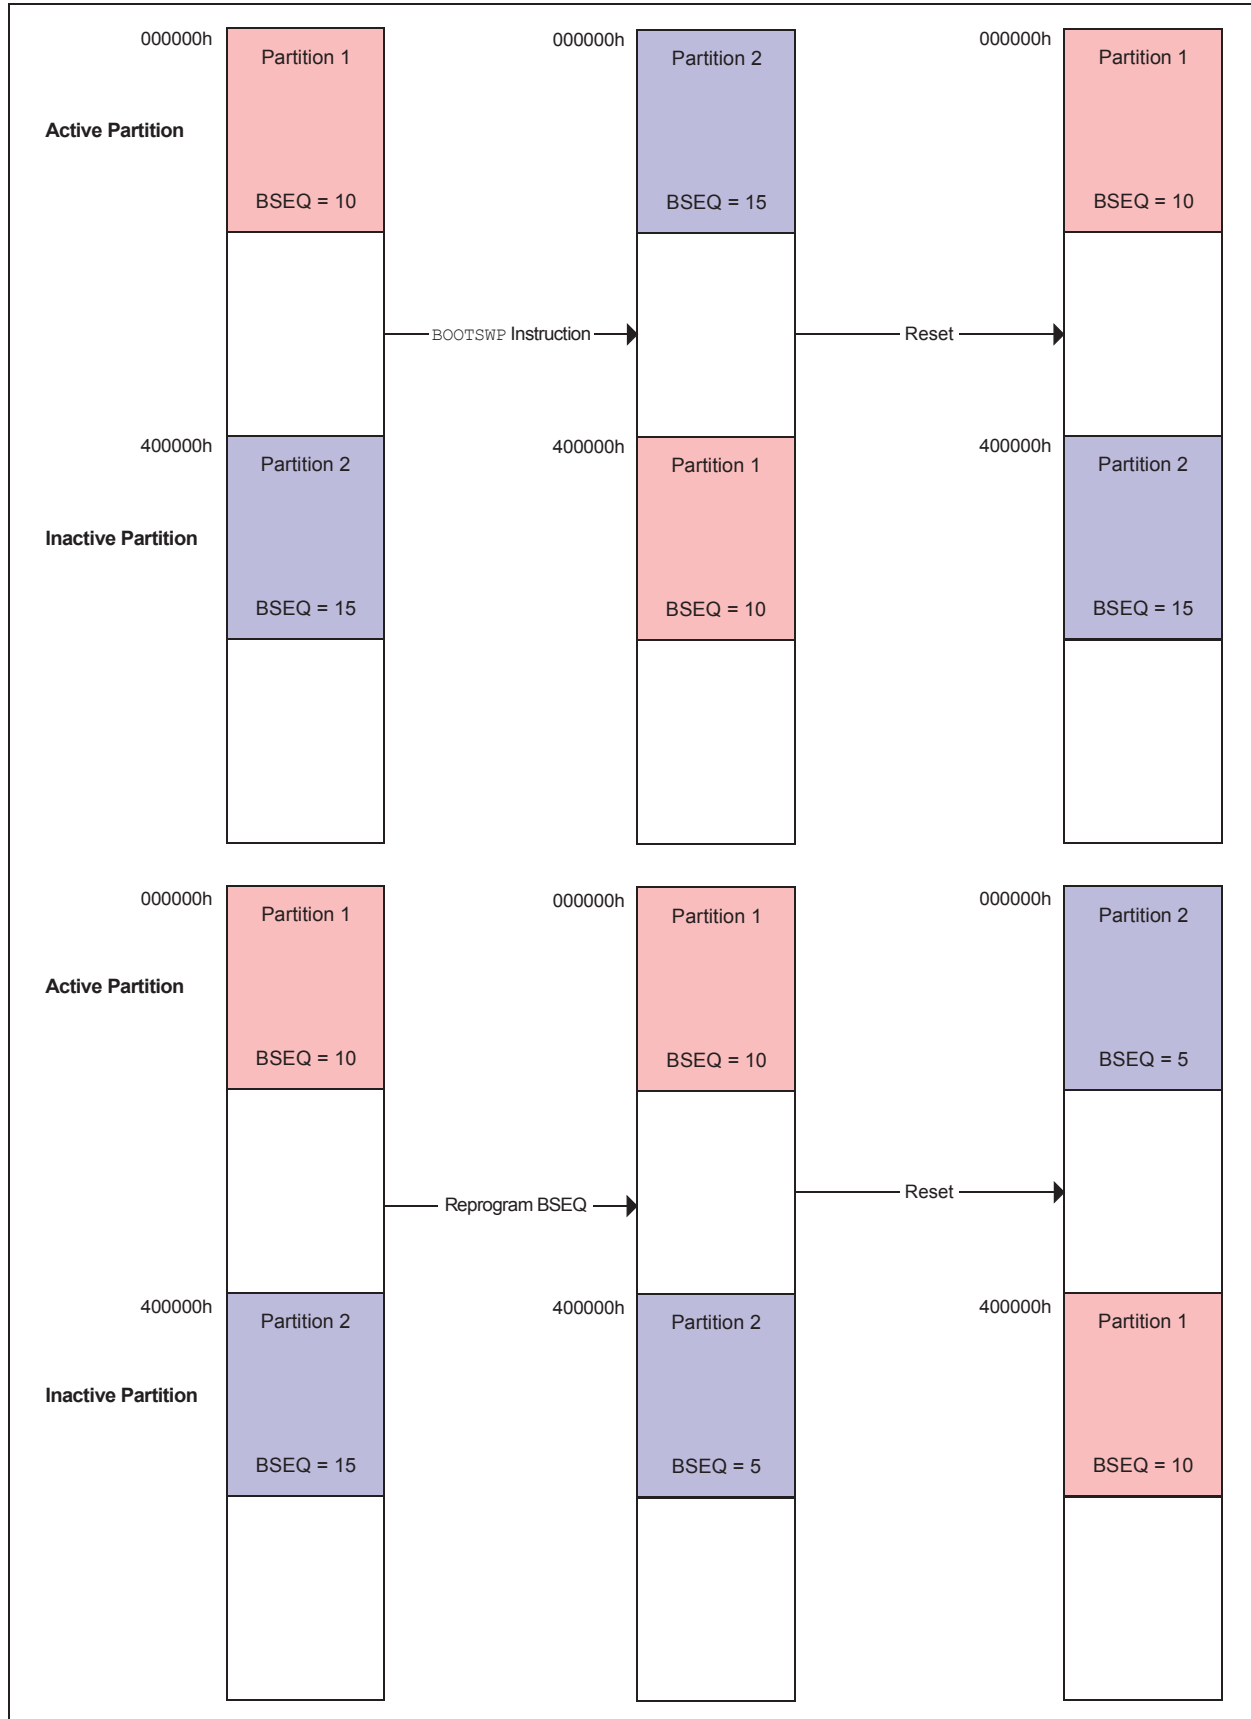 000000h
Partition 1
000000h
Partition 2
000000h
Partition 1
Active Partition
BSEQ = 10
BSEQ = 15
BSEQ = 10
BOOTSWP Instruction
Reset
400000h
Partition 2
400000h
Partition 1
400000h
Partition 2
Inactive Partition
BSEQ = 15
BSEQ = 10
BSEQ = 15
000000h
Partition 1
000000h
Partition 1
000000h
Partition 2
Active Partition
BSEQ = 10
BSEQ = 10
BSEQ = 5
Reprogram BSEQ
Reset
400000h
Partition 2
400000h
Partition 2
400000h
Partition 1
Inactive Partition
BSEQ = 15
BSEQ = 5
BSEQ = 10